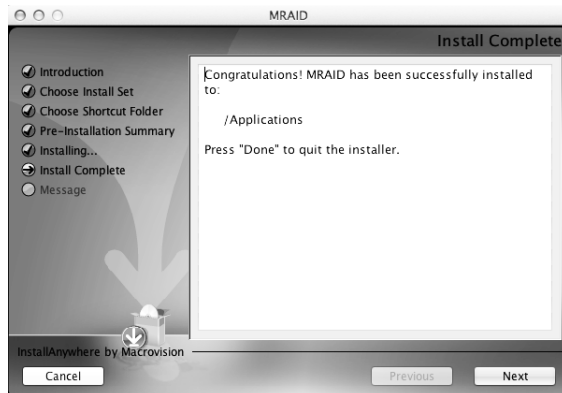 MRAID
Install Complete
Introduction
Choose Install Set
Choose Shortcut Folder
Pre-Installation Summary
Installing...
Install Complete
Message
Congratulations! MRAID has been successfully installed
to:
/Applications
Press "Done" to quit the installer.
InstallAnywhere by Macrovision
Cancel
Previous
Next